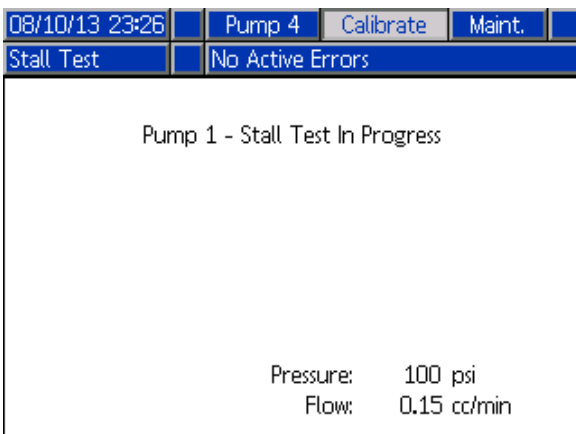 08/10/13 23:26 Pump 4 Calibrate Maint.
Stall Test No Active Errors
Pump 1 - Stall Test In Progress
Pressure: 100 psi
Flow: 0.15 cc/min